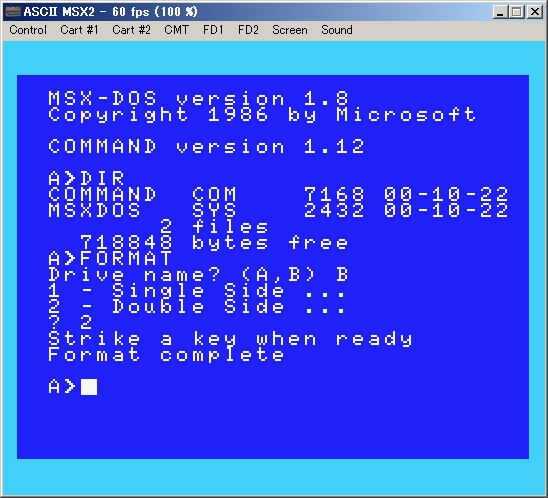 ASCII MSX2 - 60 fps (100 %)
Control Cart #1 Cart #2 CMT FD1 FD2 Screen Sound
MSX-DOS version 1.8
Copyright 1986 by Microsoft
COMMAND version 1.12
A>DIR
COMMAND  COM     7168 00-10-22
MSXDOS   SYS     2432 00-10-22
       2 files
  718848 bytes free
A>FORMAT
Drive name? (A,B) B
1 - Single Side ...
2 - Double Side ...
? 2
Strike a key when ready
Format complete
A>